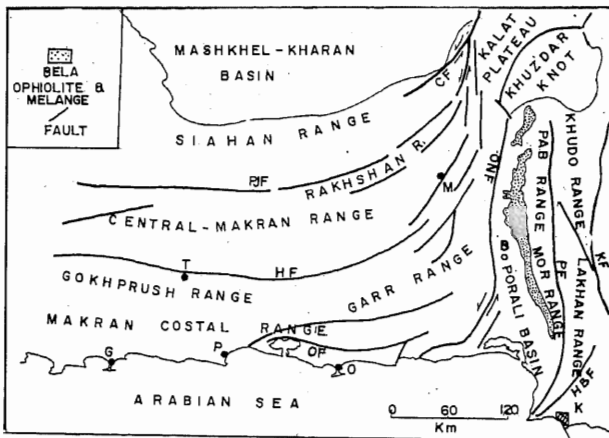 BELA
OPHIOLITE &
MELANGE
FAULT
MASHKHEL-KHARAN
BASIN
KALAT
PLATEAU
KHUZDAR
KNOT
CF
SIAHAN RANGE
RAKHSHAN R.
PJF
M
ONF
CENTRAL-MAKRAN RANGE
PAB RANGE
KHUDO RANGE
KF
T
H.F
GOKHPRUSH RANGE
GARR RANGE
B
PORALI BASIN
MOR RANGE
PF
LAKHAN RANGE
MAKRAN COSTAL RANGE
G
P
OF
O
HBF
K
ARABIAN SEA
0 60 120
Km